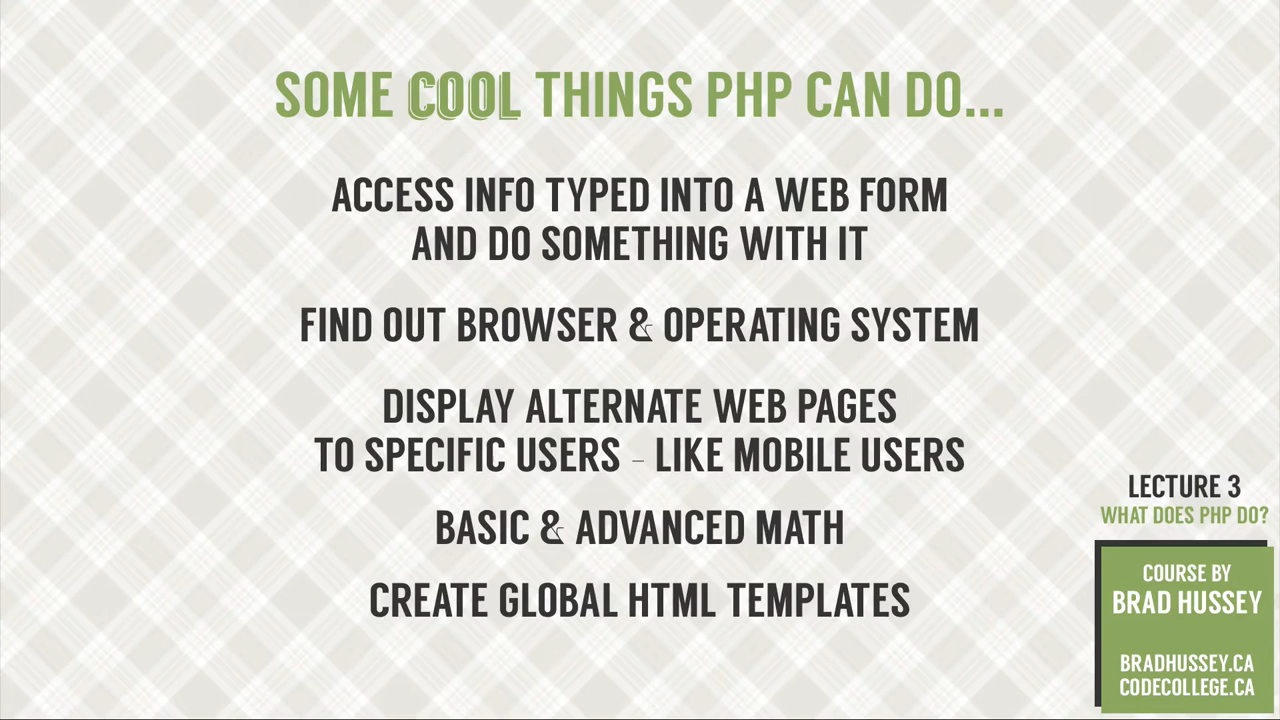 SOME COOL THINGS PHP CAN DO...
ACCESS INFO TYPED INTO A WEB FORM
AND DO SOMETHING WITH IT
FIND OUT BROWSER & OPERATING SYSTEM
DISPLAY ALTERNATE WEB PAGES
TO SPECIFIC USERS – LIKE MOBILE USERS
BASIC & ADVANCED MATH
CREATE GLOBAL HTML TEMPLATES
LECTURE 3
WHAT DOES PHP DO?
COURSE BY
BRAD HUSSEY
BRADHUSSEY.CA
CODECOLLEGE.CA